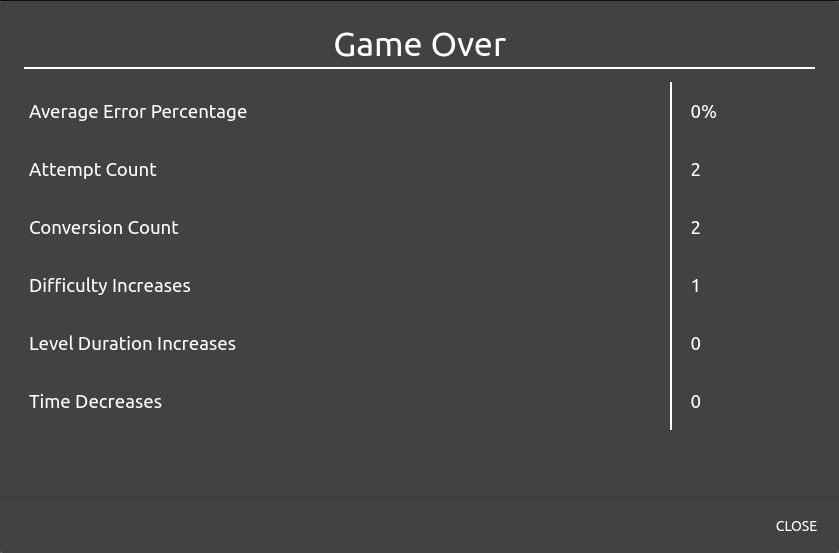 Game Over
Average Error Percentage 0%
Attempt Count 2
Conversion Count 2
Difficulty Increases 1
Level Duration Increases 0
Time Decreases 0
CLOSE